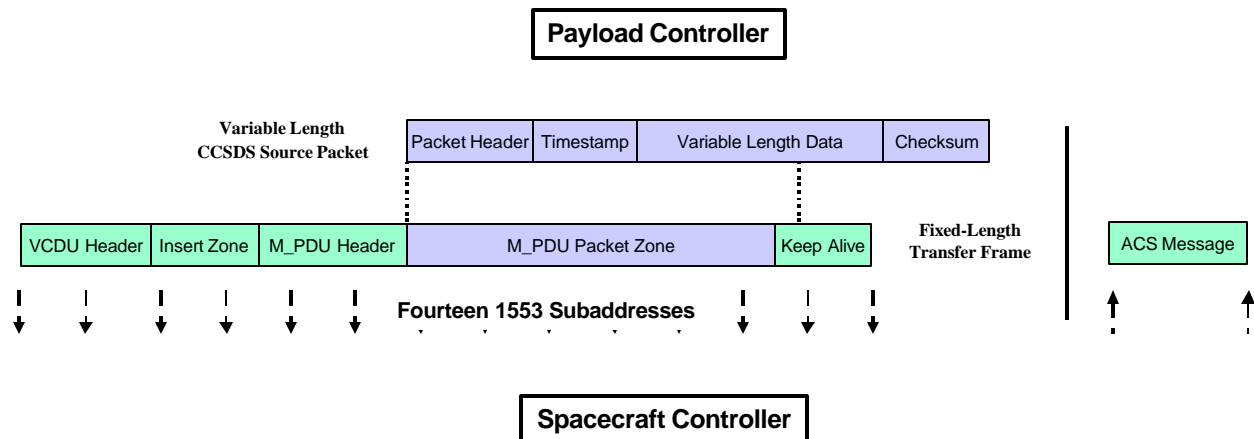 Payload Controller
Variable Length
CCSDS Source Packet
Packet Header
Timestamp
Variable Length Data
Checksum
VCDU Header
Insert Zone
M_PDU Header
M_PDU Packet Zone
Keep Alive
Fixed-Length
Transfer Frame
ACS Message
Fourteen 1553 Subaddresses
Spacecraft Controller